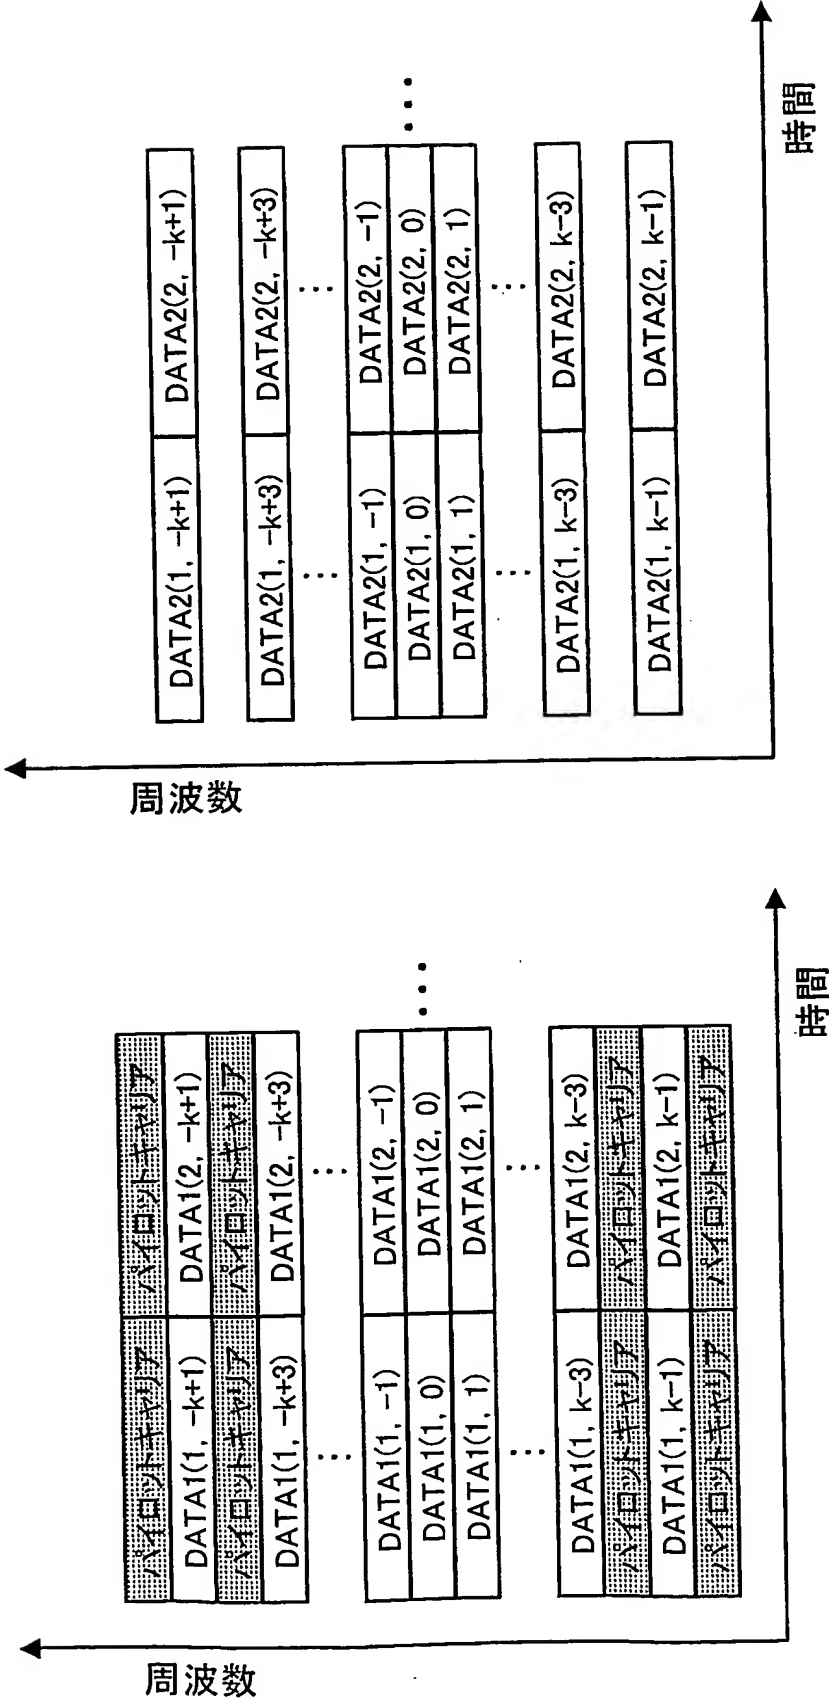 周波数
パイロットキャリア
パイロットキャリア
DATA1(1, -k+1)
DATA1(2, -k+1)
パイロットキャリア
パイロットキャリア
DATA1(1, -k+3)
DATA1(2, -k+3)
...
...
DATA1(1, -1)
DATA1(2, -1)
DATA1(1, 0)
DATA1(2, 0)
...
DATA1(1, 1)
DATA1(2, 1)
...
...
DATA1(1, k-3)
DATA1(2, k-3)
パイロットキャリア
パイロットキャリア
DATA1(1, k-1)
DATA1(2, k-1)
パイロットキャリア
パイロットキャリア
時間
周波数
DATA2(1, -k+1)
DATA2(2, -k+1)
DATA2(1, -k+3)
DATA2(2, -k+3)
...
...
DATA2(1, -1)
DATA2(2, -1)
DATA2(1, 0)
DATA2(2, 0)
...
DATA2(1, 1)
DATA2(2, 1)
...
...
DATA2(1, k-3)
DATA2(2, k-3)
DATA2(1, k-1)
DATA2(2, k-1)
時間